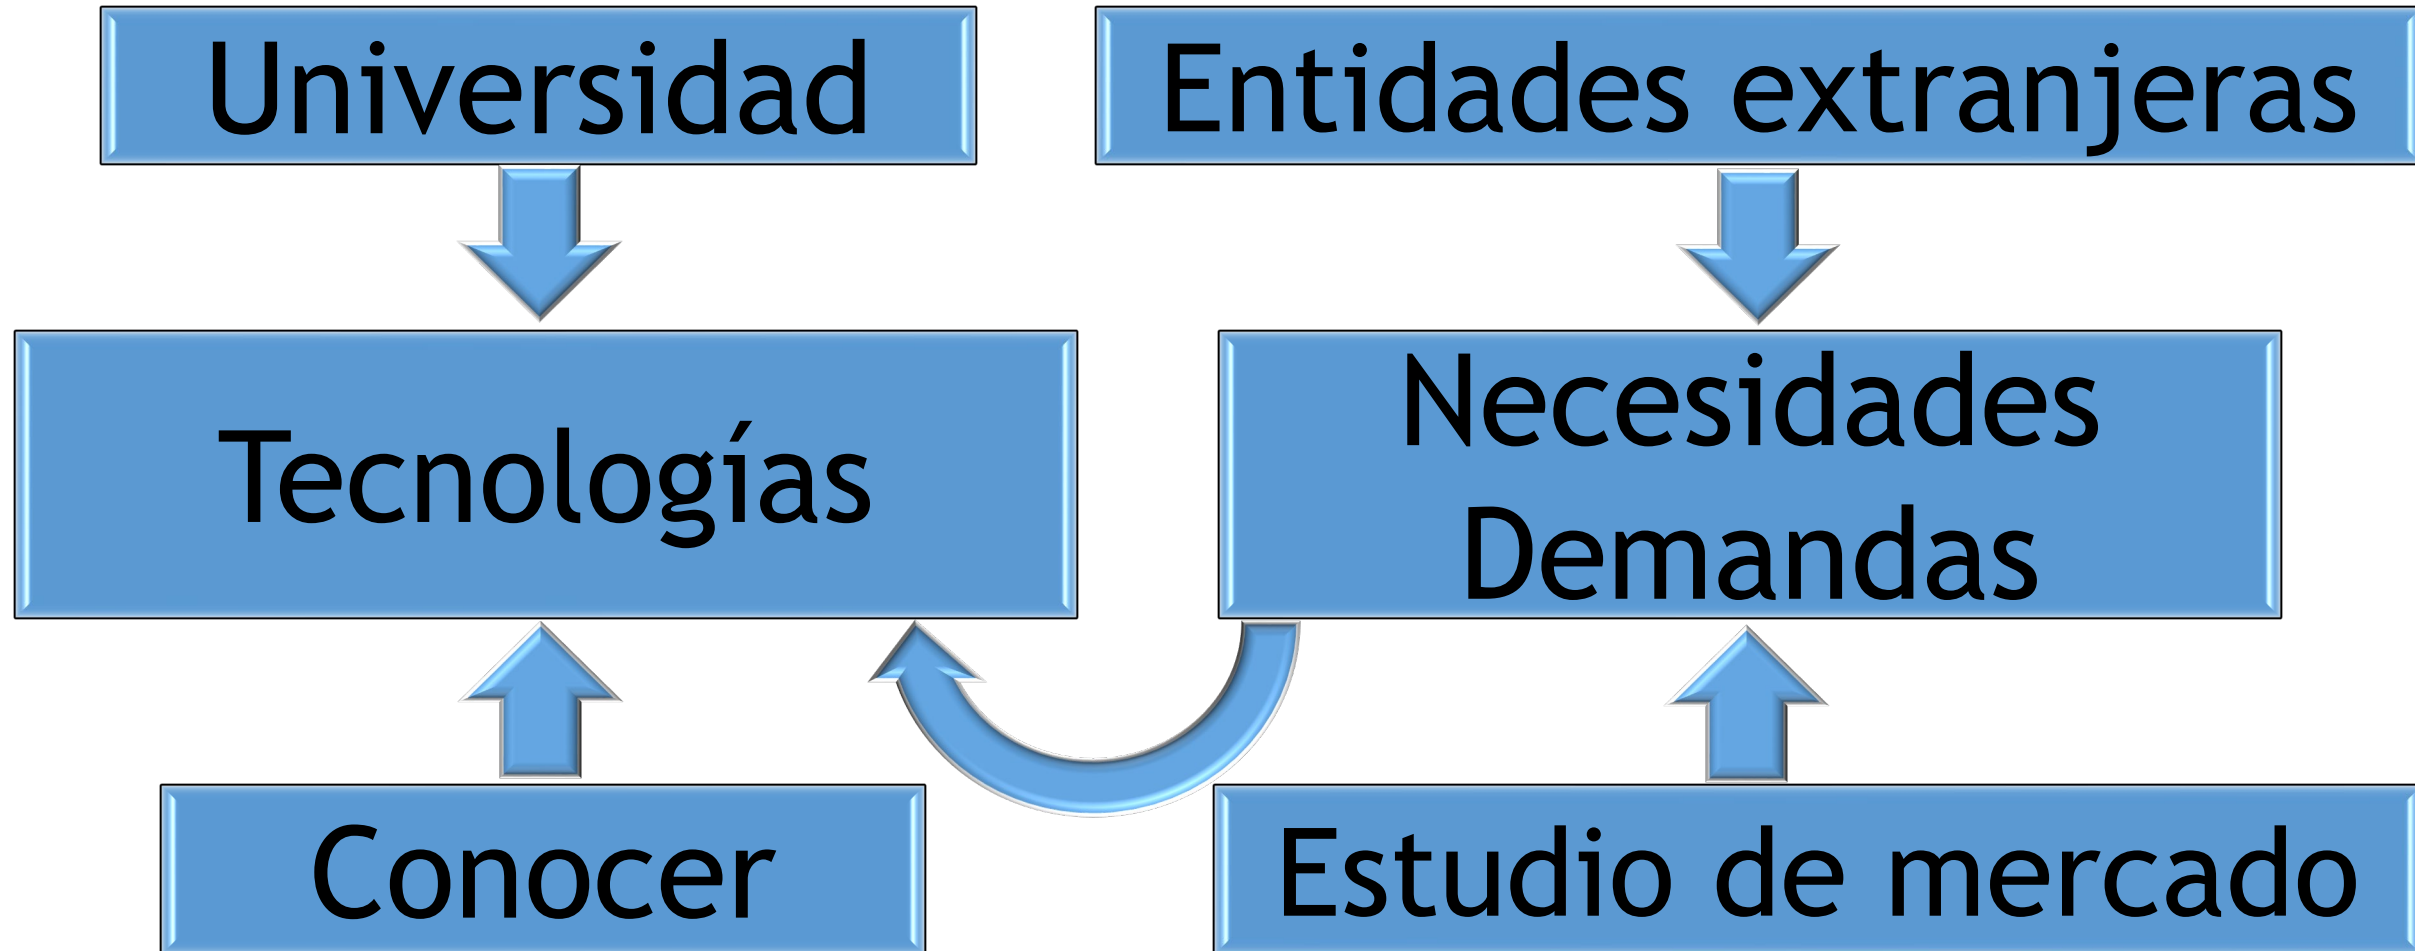 Universidad
Entidades extranjeras
Tecnologías
Necesidades
Demandas
Conocer
Estudio de mercado